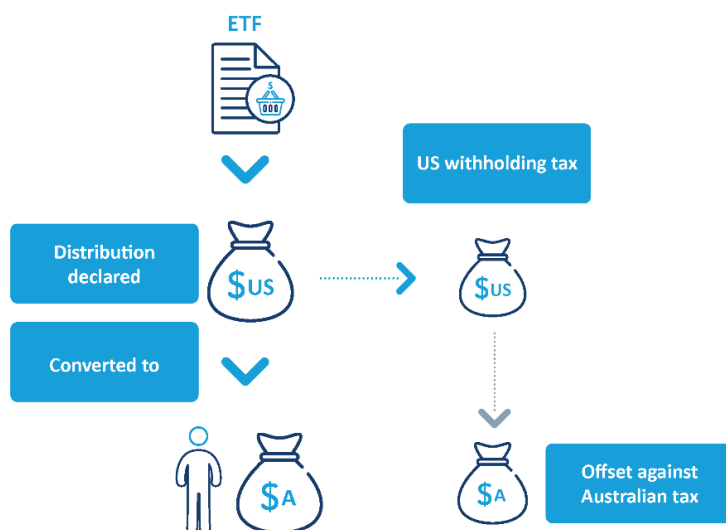 ETF
$
US withholding tax
Distribution
declared
$US
$US
Converted to
$A
$A
Offset against
Australian tax